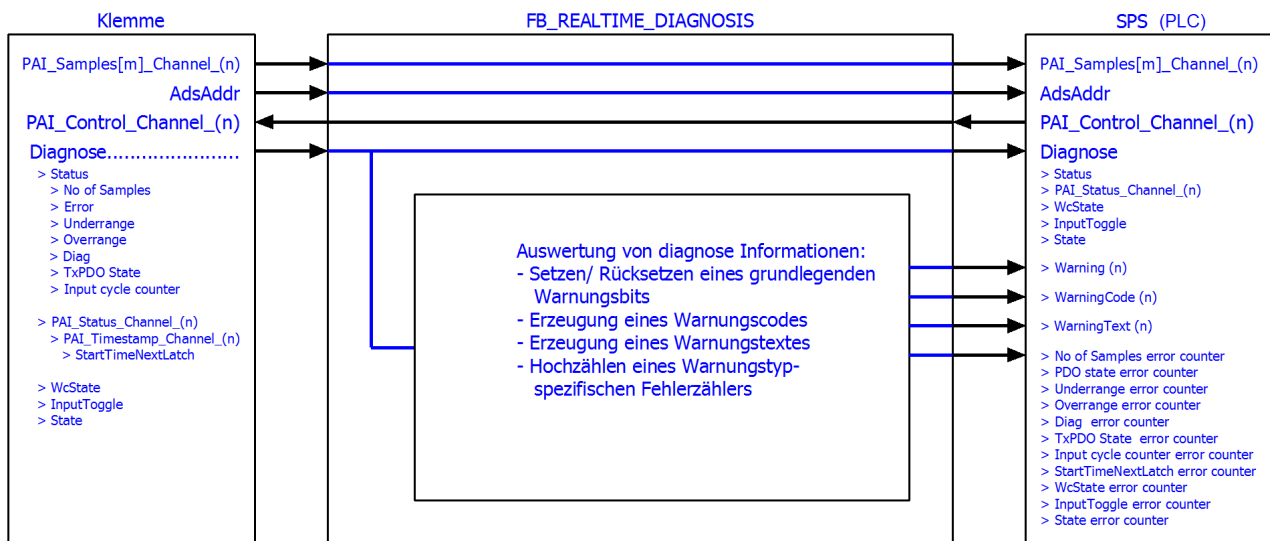 Klemme
FB_REALTIME_DIAGNOSIS
SPS (PLC)
PAI_Samples[m]_Channel_(n)
AdsAddr
PAI_Control_Channel_(n)
Diagnose........................
> Status
> No of Samples
> Error
> Underrange
> Overrange
> Diag
> TxPDO State
> Input cycle counter
> PAI_Status_Channel_(n)
> PAI_Timestamp_Channel_(n)
> StartTimeNextLatch
> WcState
> InputToggle
> State
Auswertung von diagnose Informationen:
- Setzen/ Rücksetzen eines grundlegenden
Warnungsbits
- Erzeugung eines Warnungscodes
- Erzeugung eines Warnungstextes
- Hochzählen eines Warnungstyp-
spezifischen Fehlerzählers
PAI_Samples[m]_Channel_(n)
AdsAddr
PAI_Control_Channel_(n)
Diagnose
> Status
> PAI_Status_Channel_(n)
> WcState
> InputToggle
> State
> Warning (n)
> WarningCode (n)
> WarningText (n)
> No of Samples error counter
> PDO state error counter
> Underrange error counter
> Overrange error counter
> Diag error counter
> TxPDO State error counter
> Input cycle counter error counter
> StartTimeNextLatch error counter
> WcState error counter
> InputToggle error counter
> State error counter